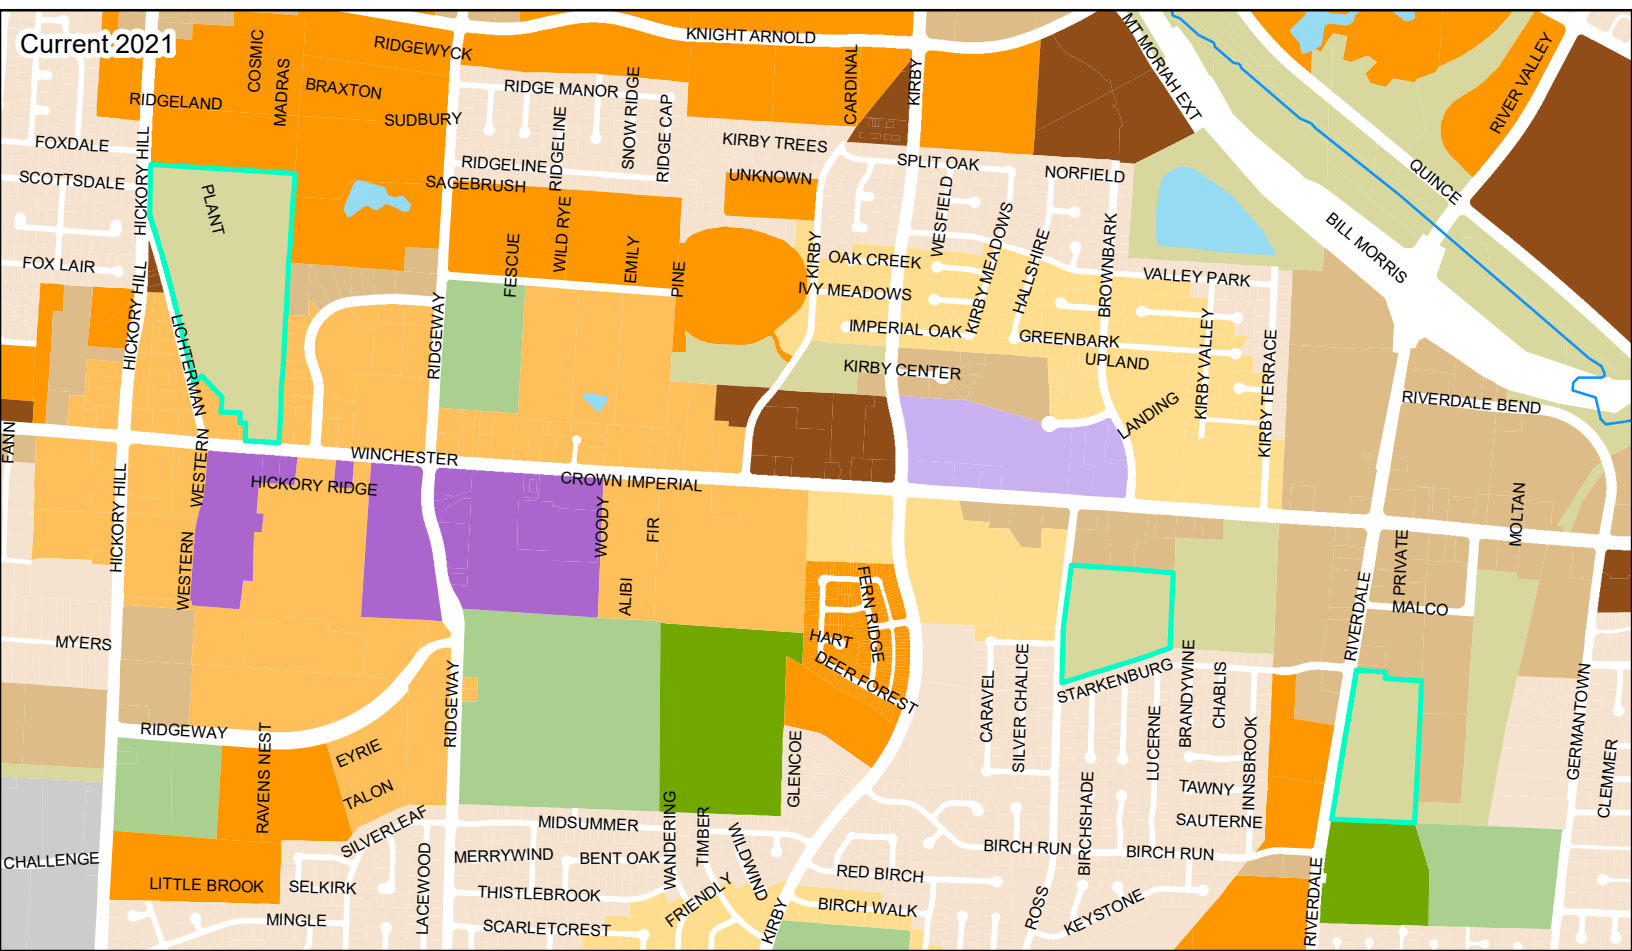 Current 2021
COSMIC
MADRAS
RIDGEWYCK
KNIGHT ARNOLD
CARDINAL
KIRBY
MT MORIAH EXT
RIVER VALLEY
RIDGELAND
BRAXTON
SUDBURY
RIDGE MANOR
RIDGELINE
SNOW RIDGE
RIDGE CAP
KIRBY TREES
UNKNOWN
SPLIT OAK
NORFIELD
QUINCE
BILL MORRIS
FOXDALE
SCOTTSDALE
HICKORY HILL
PLANT
RIDGELINE
SAGEBRUSH
FOX LAIR
HICKORY HILL
LICHTERMAN
RIDGEWAY
FESCUE
WILD RYE
EMILY
PINE
KIRBY
OAK CREEK
IVY MEADOWS
IMPERIAL OAK
WESFIELD
KIRBY MEADOWS
HALLSHIRE
BROWNBARK
VALLEY PARK
GREENBARK
UPLAND
KIRBY VALLEY
KIRBY TERRACE
KIRBY CENTER
LANDING
RIVERDALE BEND
FANN
WESTERN
WINCHESTER
HICKORY RIDGE
CROWN IMPERIAL
HICKORY HILL
WESTERN
WOODY
FIR
ALIBI
MOLTAN
PRIVATE
MALCO
RIVERDALE
MYERS
FERN RIDGE
HART
DEER FOREST
RIDGEWAY
RIDGEWAY
RAVENS NEST
EYRIE
TALON
SILVERLEAF
GLENCOE
CARAVEL
SILVER CHALICE
STARKENBURG
BRANDYWINE
CHABLIS
LUCERNE
INNSBROOK
TAWNY
SAUTERNE
GERMANTOWN
CLEMMER
CHALLENGE
LITTLE BROOK
SELKIRK
MINGLE
LACEWOOD
MERRYWIND
MIDSUMMER
BENT OAK
THISTLEBROOK
SCARLETCREST
WANDERING
TIMBER
WILDWIND
FRIENDLY
KIRBY
RED BIRCH
BIRCH WALK
BIRCH RUN
BIRCHSHADE
BIRCH RUN
ROSS
KEYSTONE
RIVERDALE